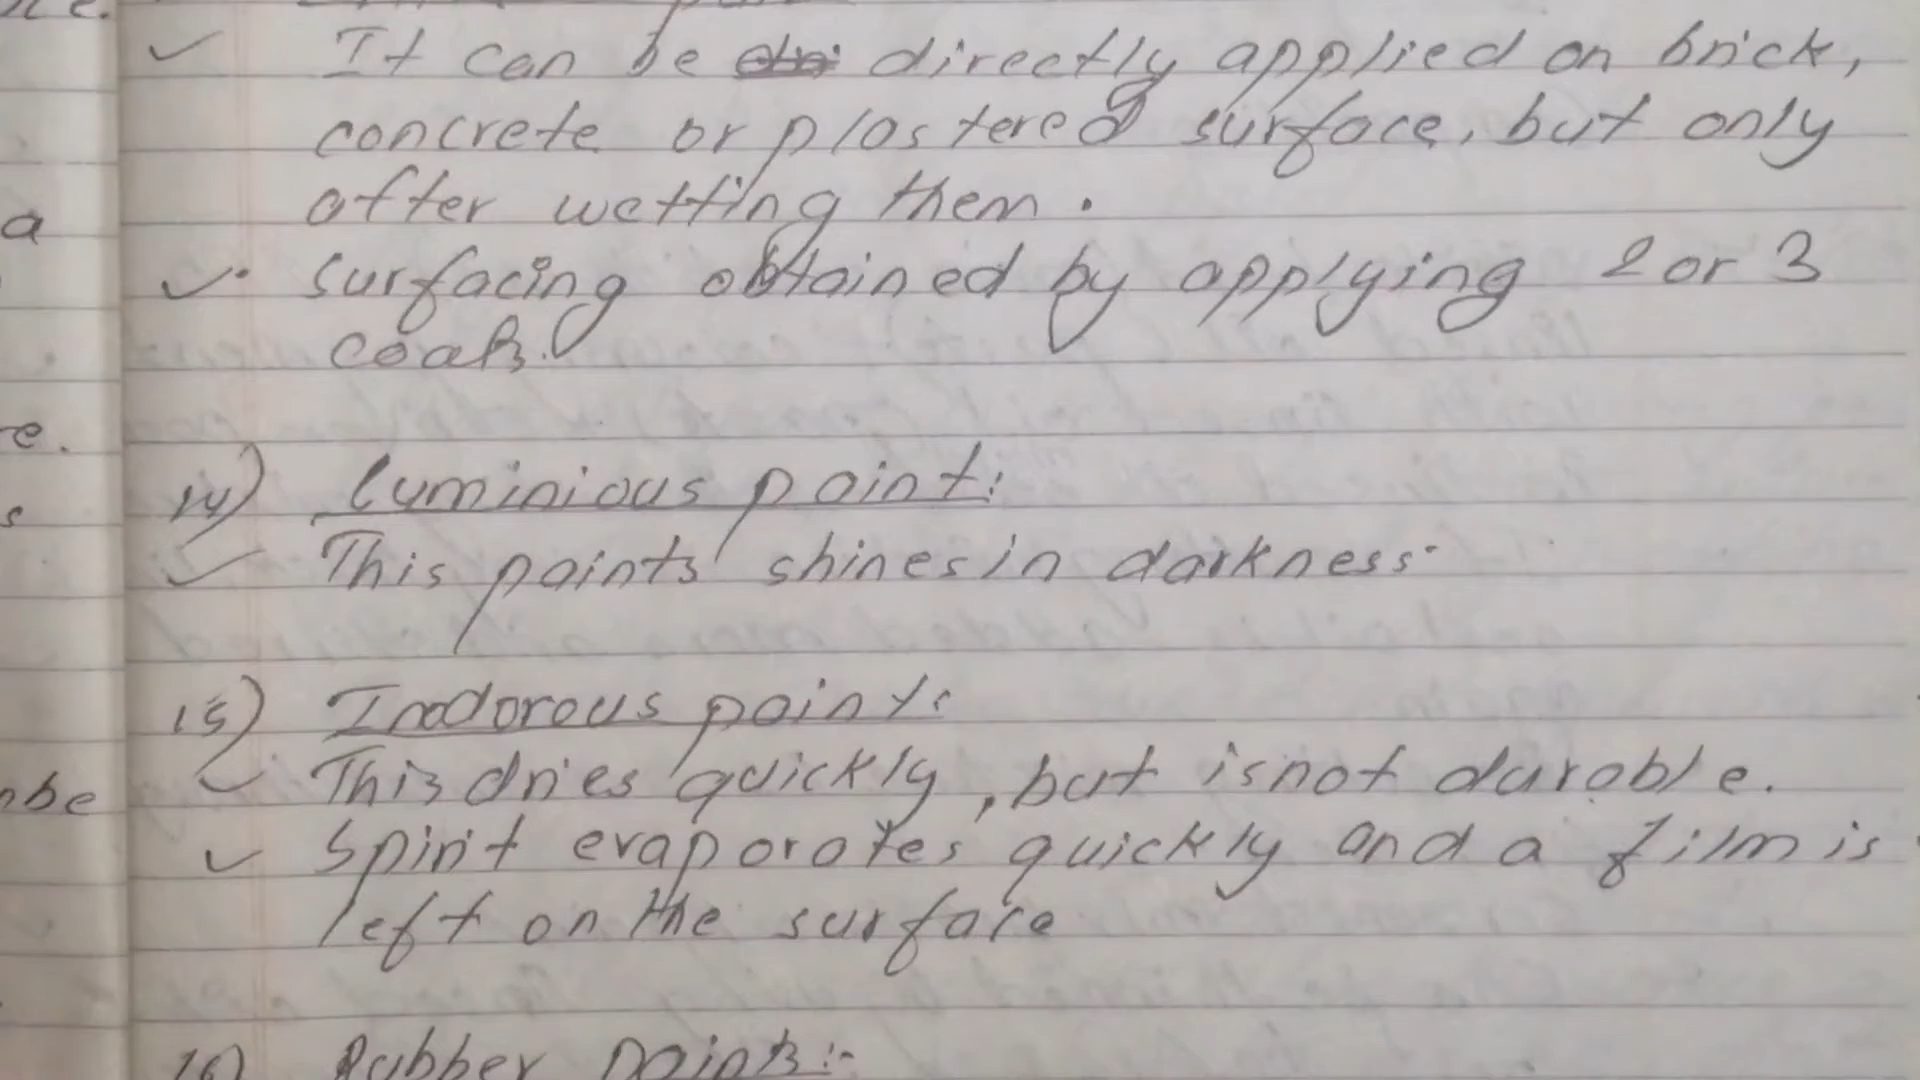 ✓ It can be directly applied on brick,
concrete or plastered surface, but only
after wetting them.
✓ • surfacing obtained by applying 2 or 3
coats.
14) Luminious paint:
✓ This paints shines in darkness.
15) Inodorous paint:
✓ This dries quickly, but is not durable.
✓ Spirit evaporates quickly and a film is
left on the surface
16) Rubber paints:-
a
e.
s
be